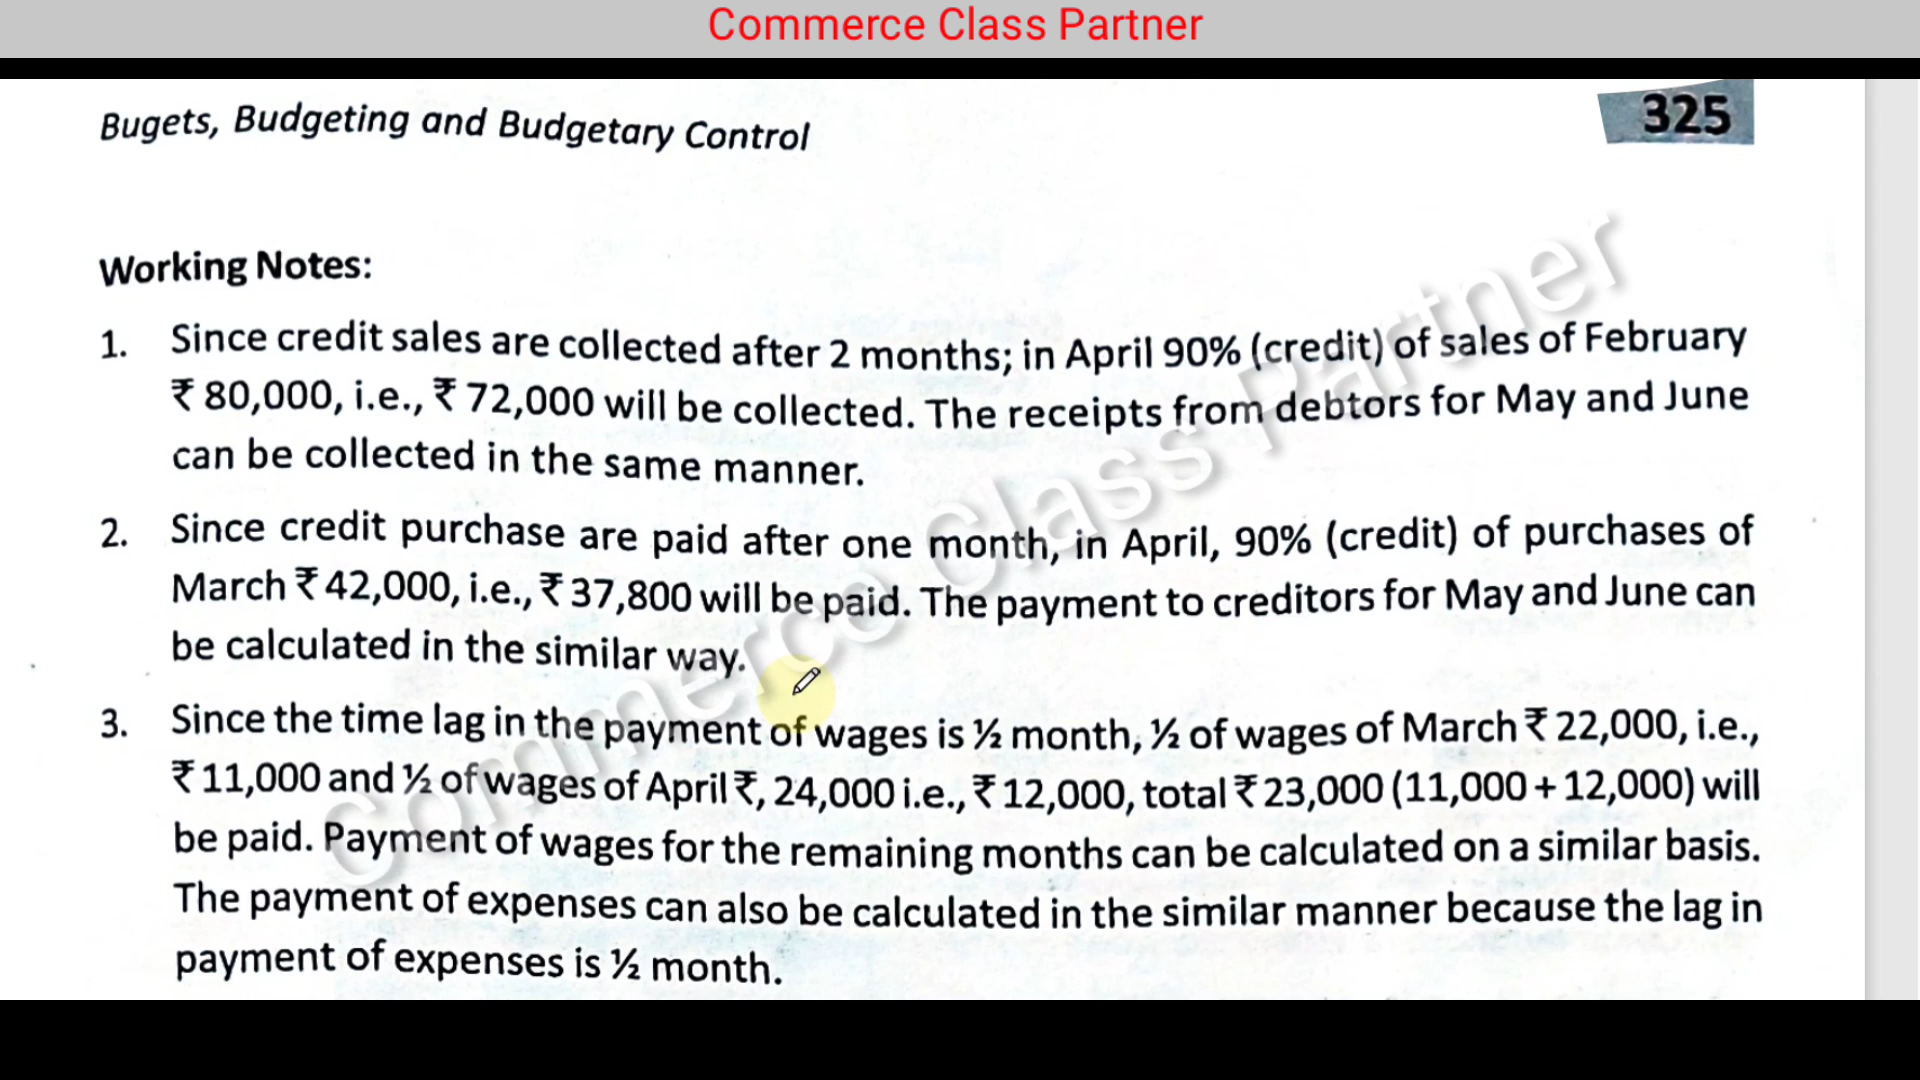 Commerce Class Partner
Bugets, Budgeting and Budgetary Control
325
Working Notes:
1. Since credit sales are collected after 2 months; in April 90% (credit) of sales of February
₹ 80,000, i.e., ₹ 72,000 will be collected. The receipts from debtors for May and June
can be collected in the same manner.
2. Since credit purchase are paid after one month, in April, 90% (credit) of purchases of
March ₹ 42,000, i.e., ₹ 37,800 will be paid. The payment to creditors for May and June can
be calculated in the similar way.
3. Since the time lag in the payment of wages is ½ month, ½ of wages of March ₹ 22,000, i.e.,
₹ 11,000 and ½ of wages of April ₹, 24,000 i.e., ₹ 12,000, total ₹ 23,000 (11,000 + 12,000) will
be paid. Payment of wages for the remaining months can be calculated on a similar basis.
The payment of expenses can also be calculated in the similar manner because the lag in
payment of expenses is ½ month.
Commerce Class Partner